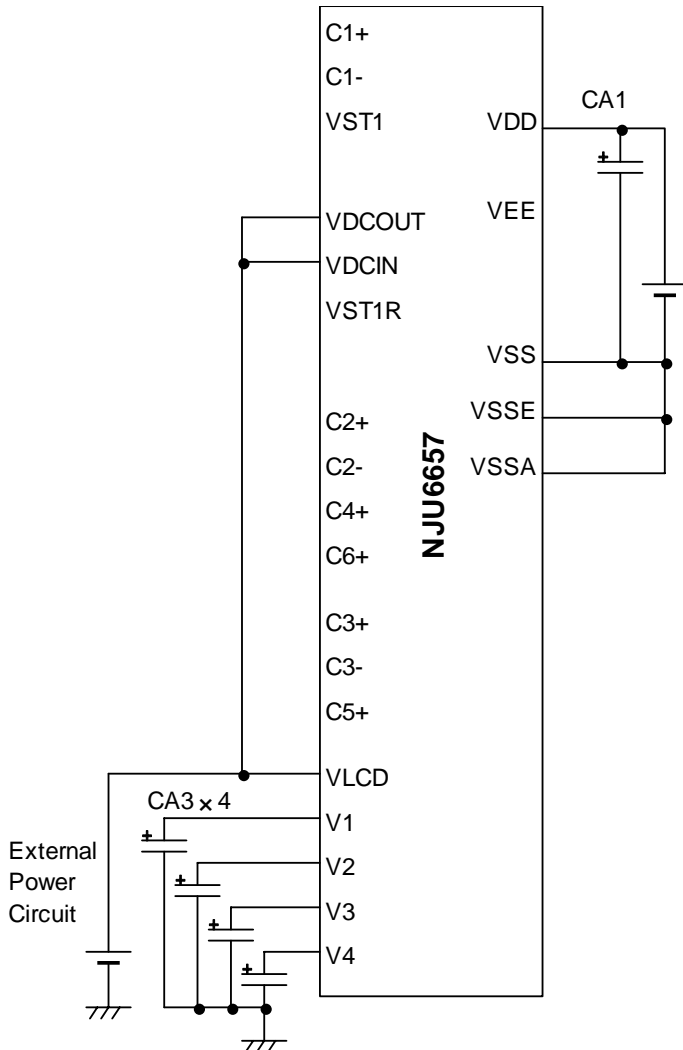 C1+
C1-
VST1
VDCOUT
VDCIN
VST1R
C2+
C2-
C4+
C6+
C3+
C3-
C5+
VLCD
V1
V2
V3
V4
NJU6657
VDD
VEE
VSS
VSSE
VSSA
CA1
+
CA3 × 4
+
+
+
+
External
Power
Circuit